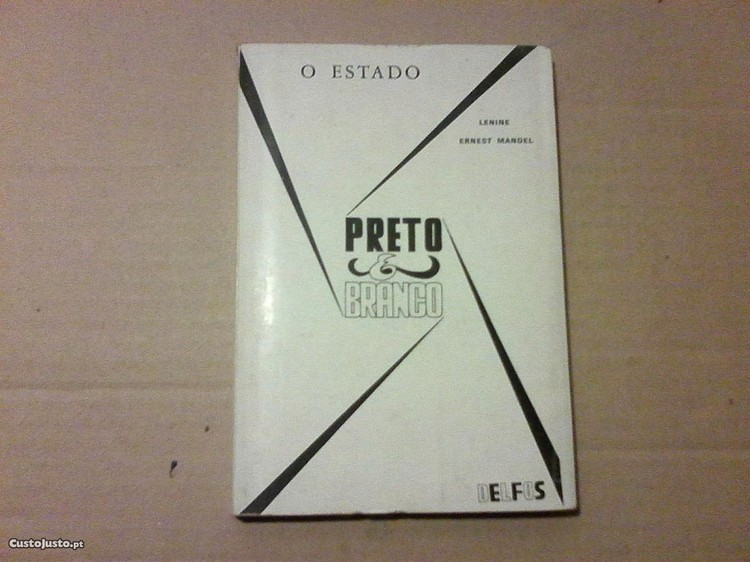 O ESTADO
LENINE
ERNEST MANDEL
PRETO
&
BRANCO
DELFOS
CustoJusto.pt